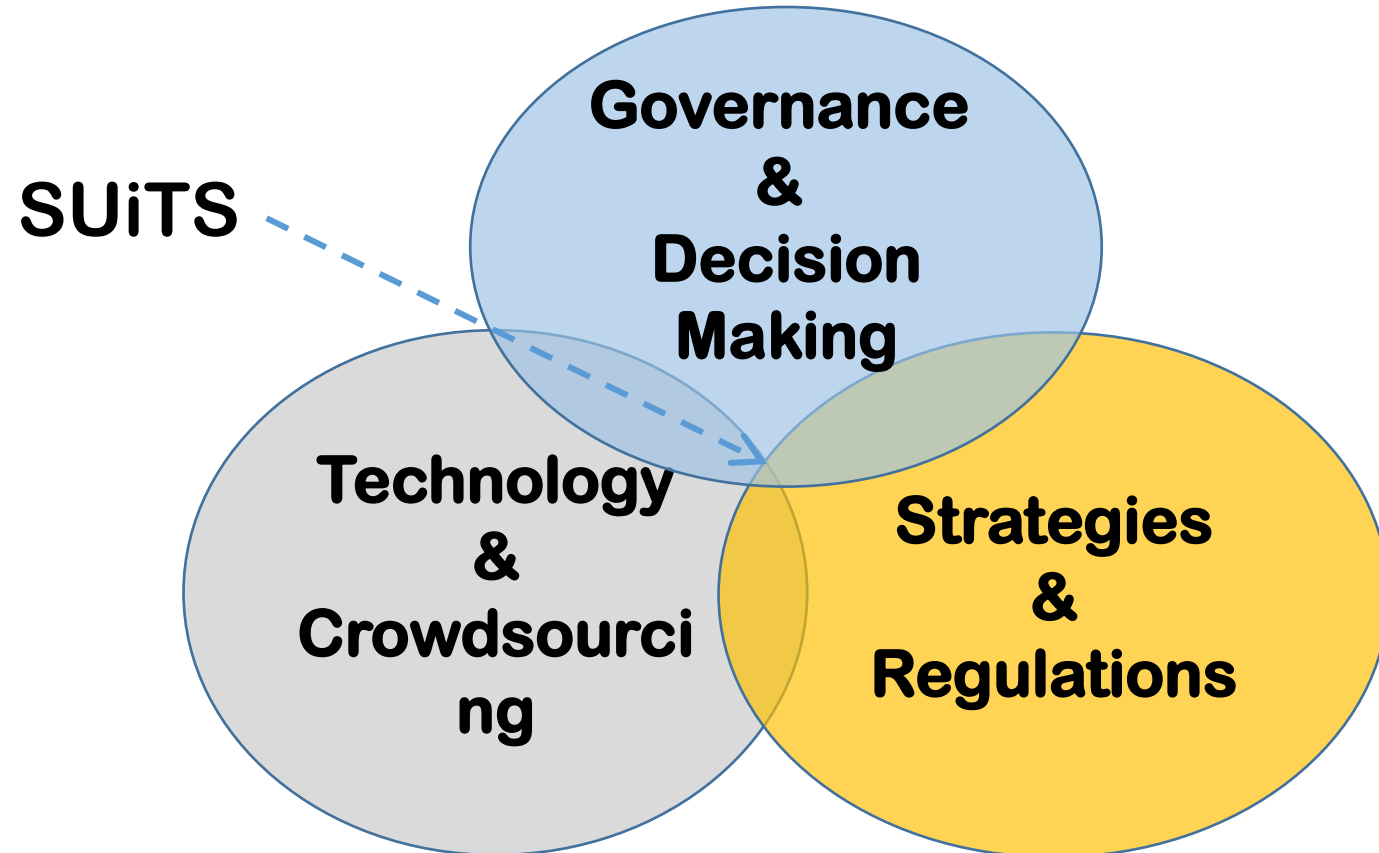 Governance
&
Decision
Making
SUiTS
Technology
&
Crowdsourci
ng
Strategies
&
Regulations